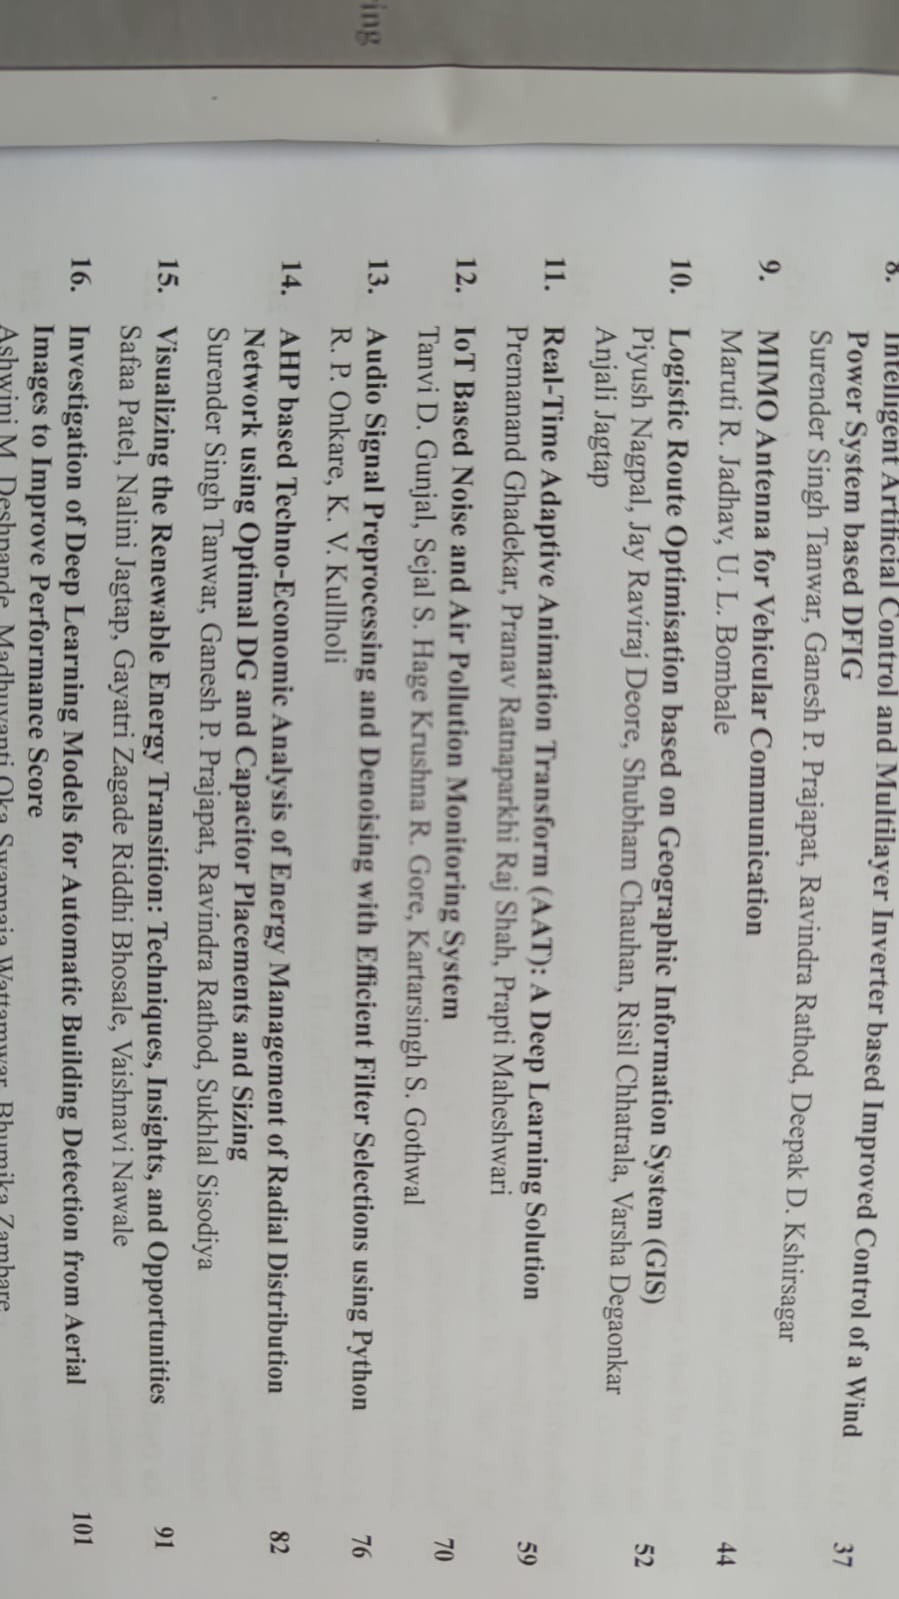 8. Intelligent Artificial Control and Multilayer Inverter based Improved Control of a Wind 37
Power System based DFIG
Surender Singh Tanwar, Ganesh P. Prajapat, Ravindra Rathod, Deepak D. Kshirsagar
9. MIMO Antenna for Vehicular Communication 44
Maruti R. Jadhav, U. L. Bombale
10. Logistic Route Optimisation based on Geographic Information System (GIS) 52
Piyush Nagpal, Jay Raviraj Deore, Shubham Chauhan, Risil Chhatrala, Varsha Degaonkar
Anjali Jagtap
11. Real-Time Adaptive Animation Transform (AAT): A Deep Learning Solution 59
Premanand Ghadekar, Pranav Ratnaparkhi Raj Shah, Prapti Maheshwari
12. IoT Based Noise and Air Pollution Monitoring System 70
Tanvi D. Gunjal, Sejal S. Hage Krushna R. Gore, Kartarsingh S. Gothwal
13. Audio Signal Preprocessing and Denoising with Efficient Filter Selections using Python 76
R. P. Onkare, K. V. Kullholi
14. AHP based Techno-Economic Analysis of Energy Management of Radial Distribution 82
Network using Optimal DG and Capacitor Placements and Sizing
Surender Singh Tanwar, Ganesh P. Prajapat, Ravindra Rathod, Sukhlal Sisodiya
15. Visualizing the Renewable Energy Transition: Techniques, Insights, and Opportunities 91
Safaa Patel, Nalini Jagtap, Gayatri Zagade Riddhi Bhosale, Vaishnavi Nawale
16. Investigation of Deep Learning Models for Automatic Building Detection from Aerial 101
Images to Improve Performance Score
Ashwini M. Deshpande, Madhuvanti Oka Swapnaja Wattamwar, Bhumika Zambare
ing